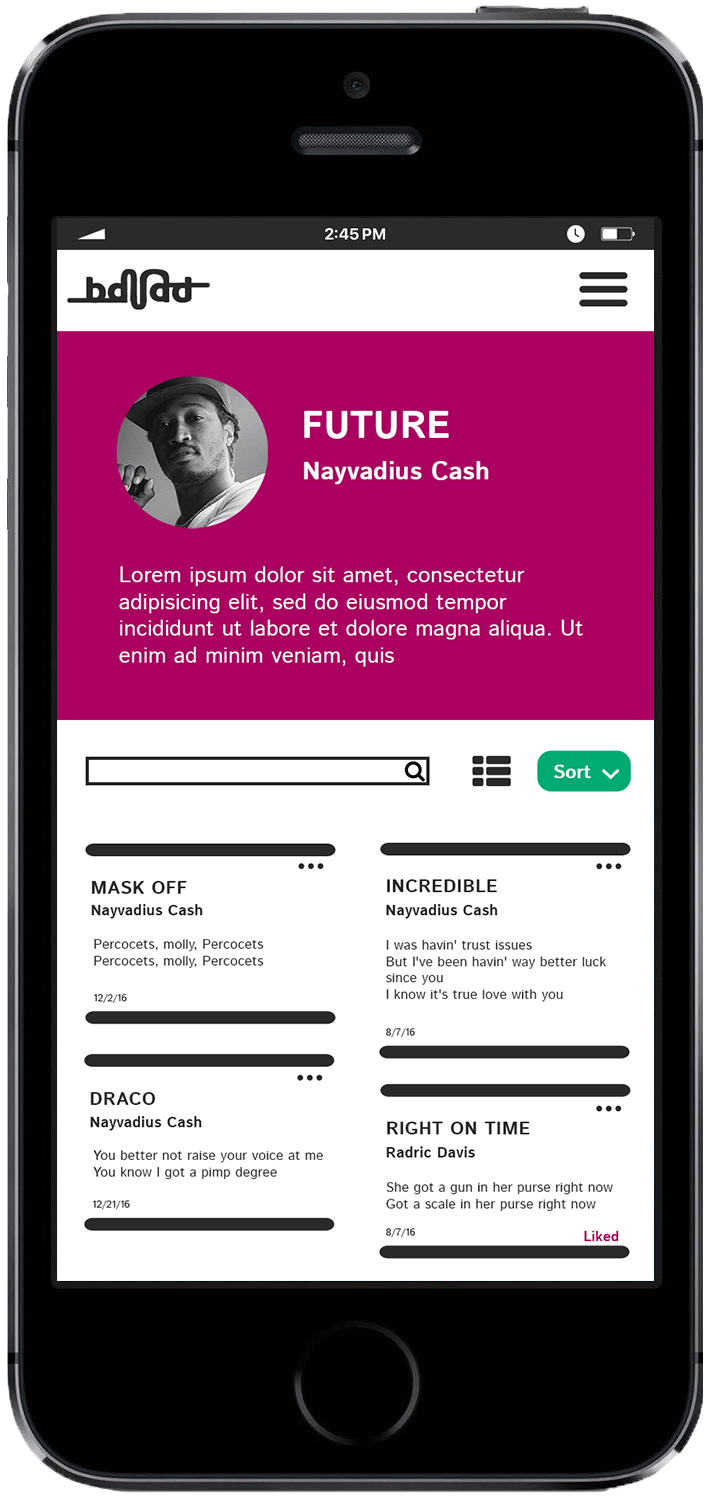 2:45 PM
FUTURE
Nayvadius Cash
Lorem ipsum dolor sit amet, consectetur
adipisicing elit, sed do eiusmod tempor
incididunt ut labore et dolore magna aliqua. Ut
enim ad minim veniam, quis
Sort
MASK OFF
Nayvadius Cash
Percocets, molly, Percocets
Percocets, molly, Percocets
12/2/16
DRACO
Nayvadius Cash
You better not raise your voice at me
You know I got a pimp degree
12/21/16
INCREDIBLE
Nayvadius Cash
I was havin' trust issues
But I've been havin' way better luck
since you
I know it's true love with you
8/7/16
RIGHT ON TIME
Radric Davis
She got a gun in her purse right now
Got a scale in her purse right now
8/7/16
Liked